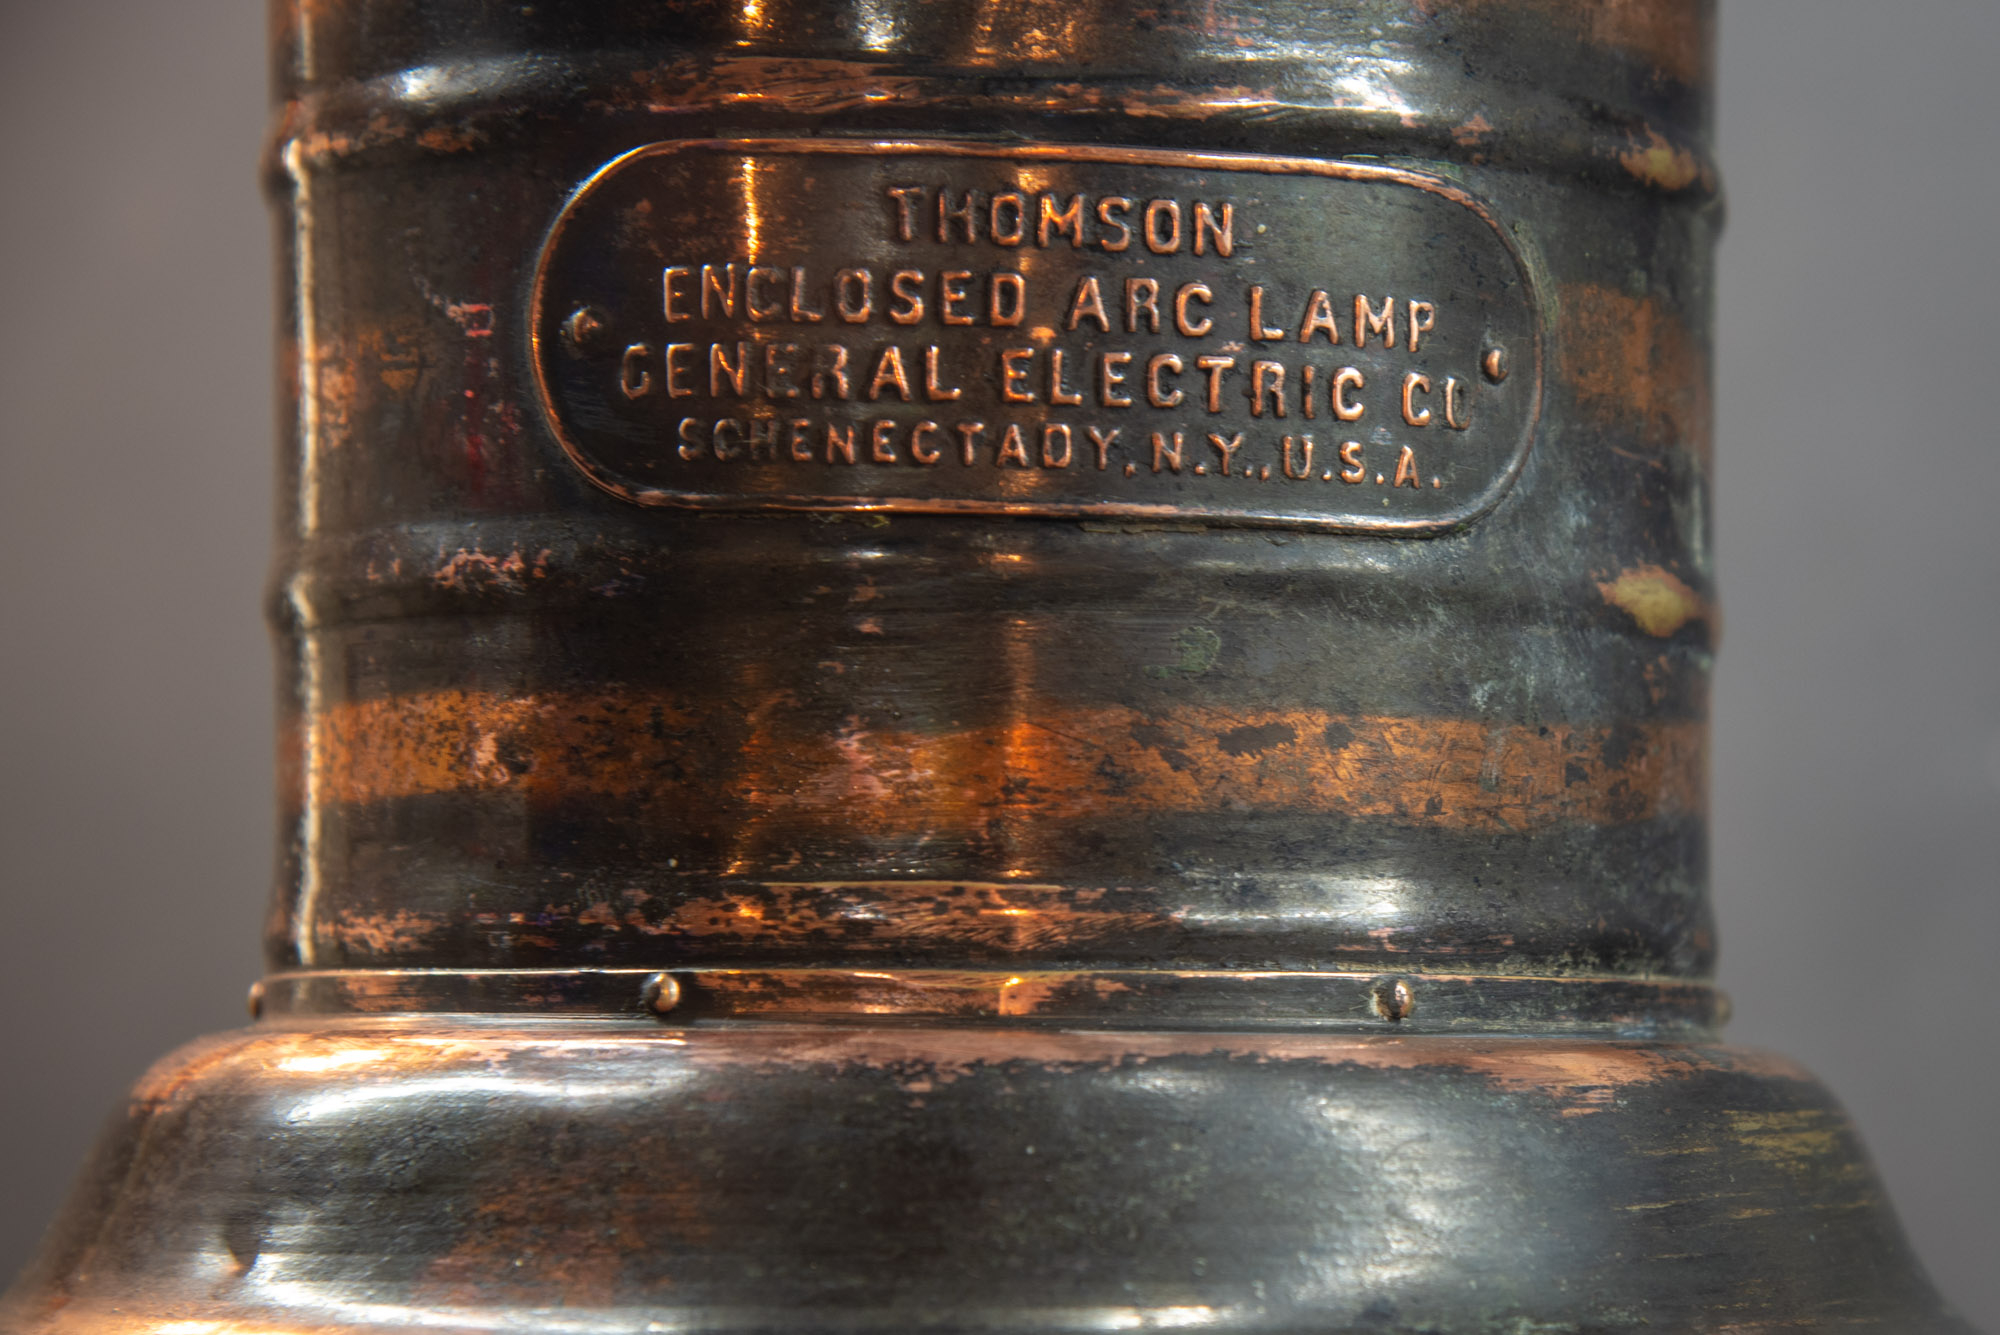 THOMSON
ENCLOSED ARC LAMP
GENERAL ELECTRIC CO
SCHENECTADY, N.Y., U.S.A.